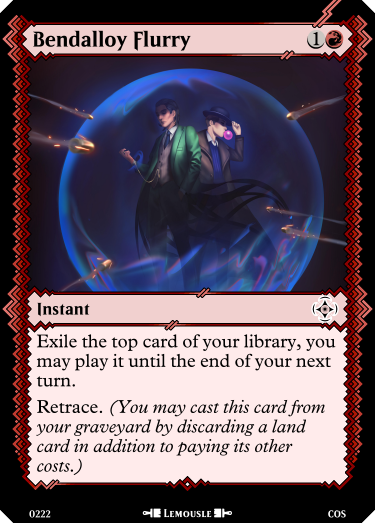 Bendalloy Flurry 1
Instant
Exile the top card of your library, you
may play it until the end of your next
turn.
Retrace. (You may cast this card from
your graveyard by discarding a land
card in addition to paying its other
costs.)
0222 Lemousle COS